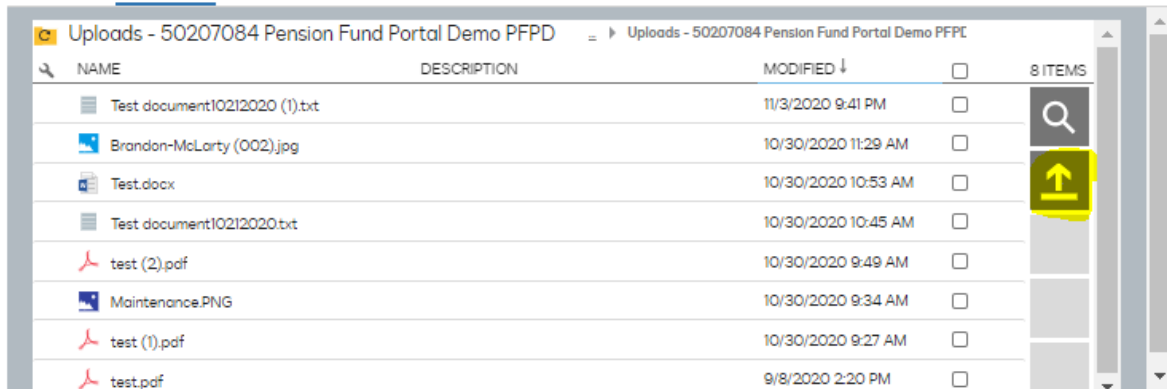 Uploads - 50207084 Pension Fund Portal Demo PFPD Uploads - 50207084 Pension Fund Portal Demo PFPD
NAME DESCRIPTION MODIFIED ↓ 8 ITEMS
Test document10212020 (1).txt 11/3/2020 9:41 PM
Brandon-McLarty (002).jpg 10/30/2020 11:29 AM
Test.docx 10/30/2020 10:53 AM
Test document10212020.txt 10/30/2020 10:45 AM
test (2).pdf 10/30/2020 9:49 AM
Maintenance.PNG 10/30/2020 9:34 AM
test (1).pdf 10/30/2020 9:27 AM
test.pdf 9/8/2020 2:20 PM